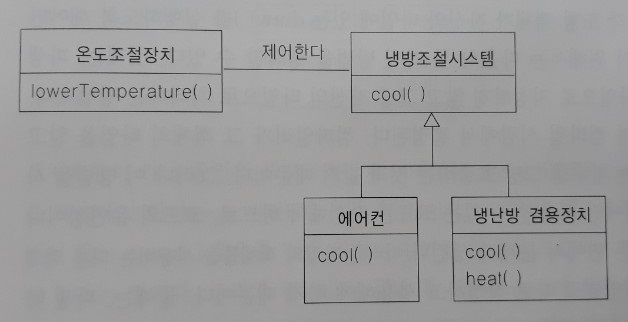 온도조절장치
lowerTemperature( )
제어한다
냉방조절시스템
cool( )
에어컨
cool( )
냉난방 겸용장치
cool( )
heat( )